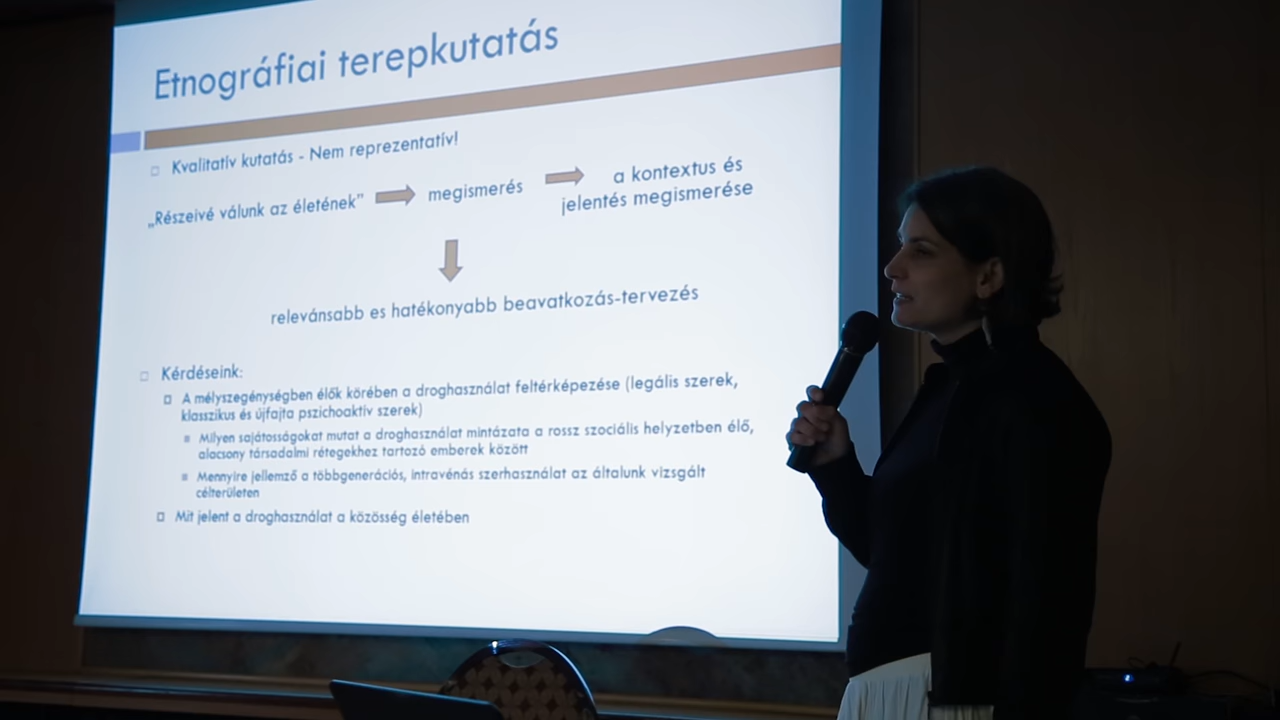 Etnográfiai terepkutatás
Kvalitatív kutatás - Nem reprezentatív!
„Részeivé válunk az életének” megismerés a kontextus és
jelentés megismerése
relevánsabb es hatékonyabb beavatkozás-tervezés
Kérdéseink:
A mélyszegénységben élők körében a droghasználat feltérképezése (legális szerek,
klasszikus és újfajta pszichoaktív szerek)
Milyen sajátosságokat mutat a droghasználat mintázata a rossz szociális helyzetben élő,
alacsony társadalmi rétegekhez tartozó emberek között
Mennyire jellemző a többgenerációs, intravénás szerhasználat az általunk vizsgált
célterületen
Mit jelent a droghasználat a közösség életében